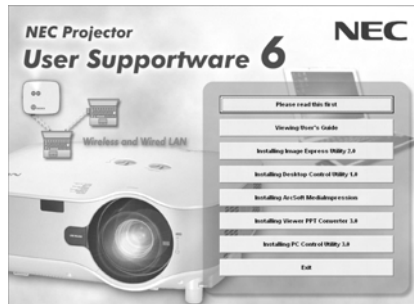 NEC Projector
NEC
User Supportware 6
Wireless and Wired LAN
Please read this first
Viewing User's Guide
Installing Image Express Utility 2.0
Installing Desktop Control Utility 1.0
Installing ArcSoft MediaImpression
Installing Viewer PPT Converter 3.0
Installing PC Control Utility 3.0
Exit